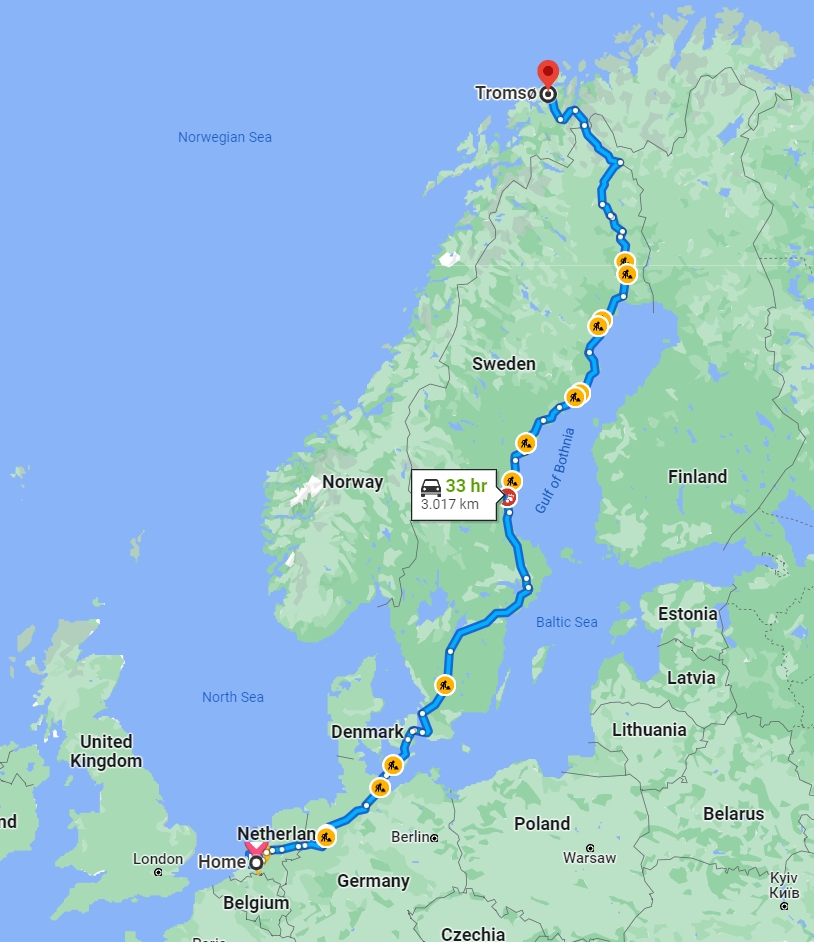 Tromsø
Norwegian Sea
Sweden
Gulf of Bothnia
Norway
Finland
33 hr
3.017 km
Baltic Sea
Estonia
Latvia
North Sea
Denmark
Lithuania
United
Kingdom
nd
Netherlan
Berlin
Poland
Belarus
London
Home
Warsaw
Germany
Belgium
Kyiv
Київ
Czechia
Paris